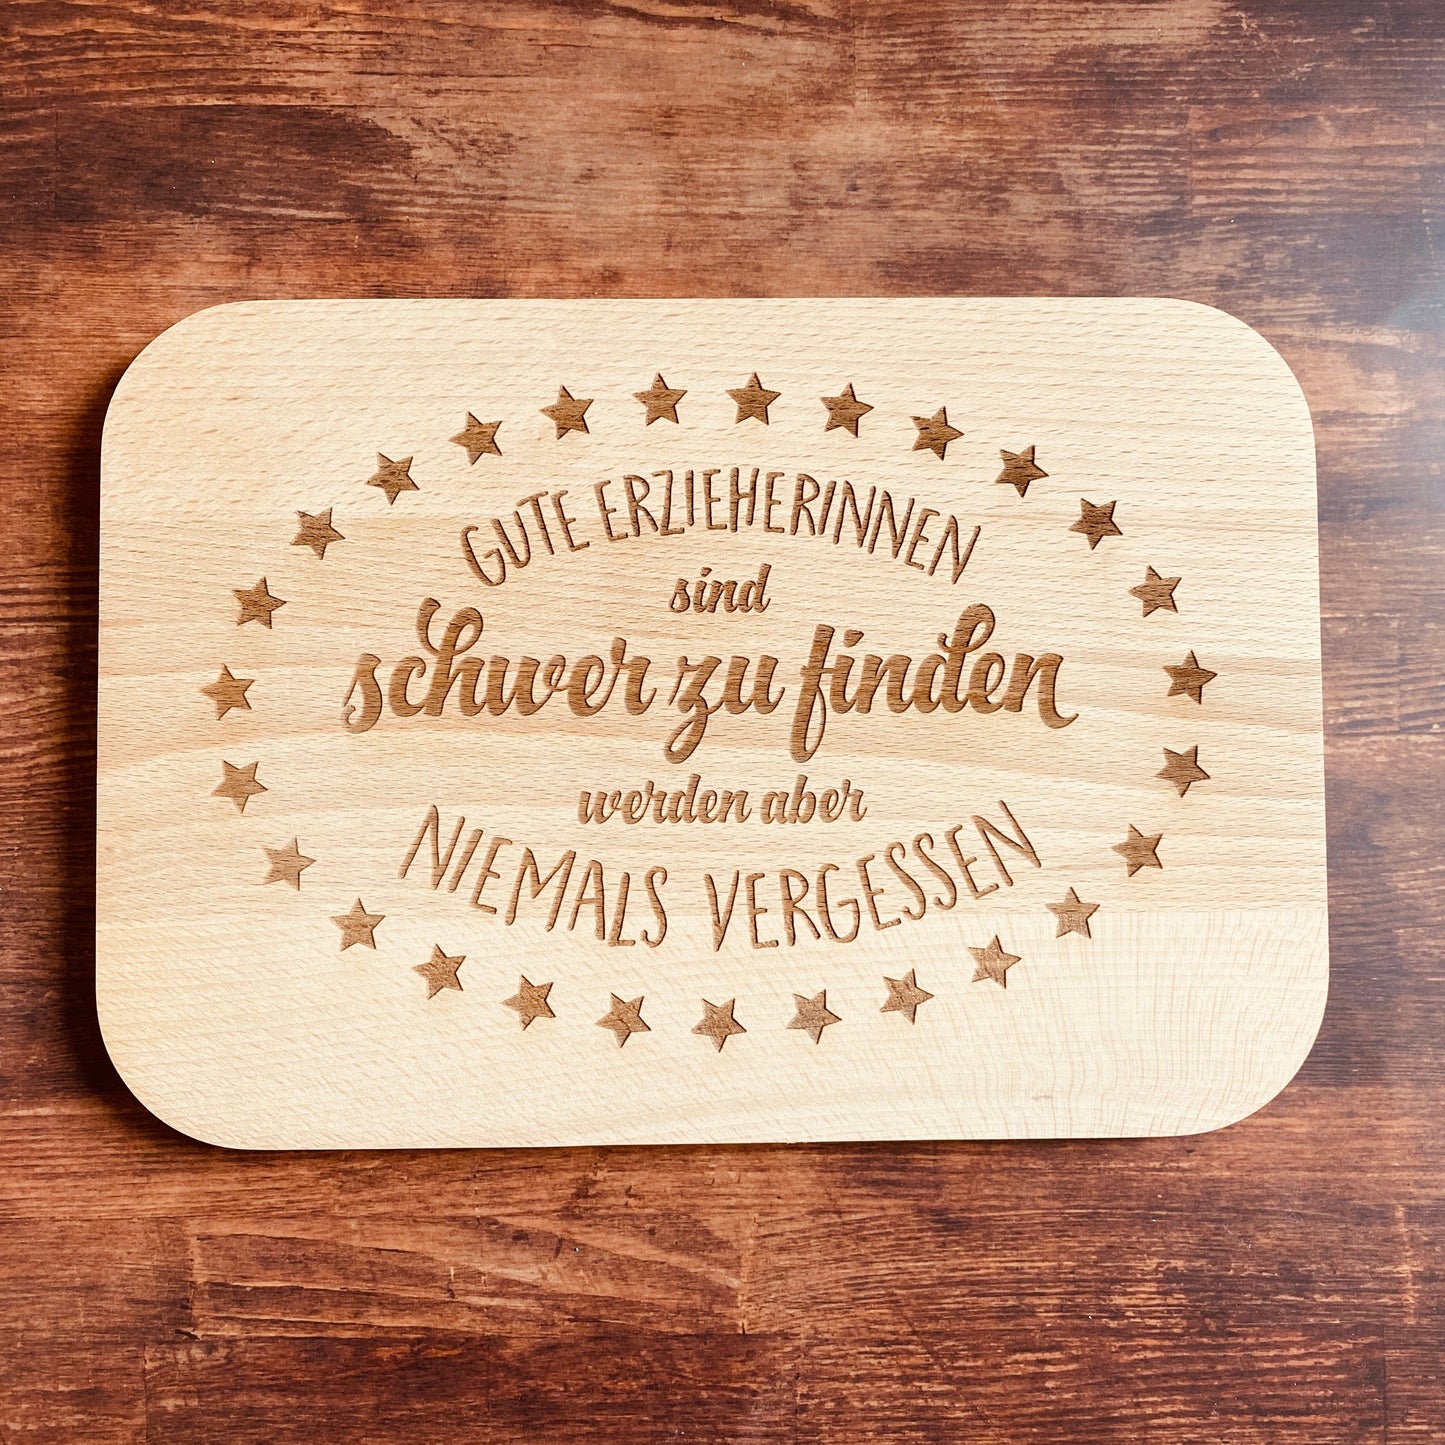 GUTE ERZIEHERINNEN
sind
schwer zu finden
werden aber
NIEMALS VERGESSEN